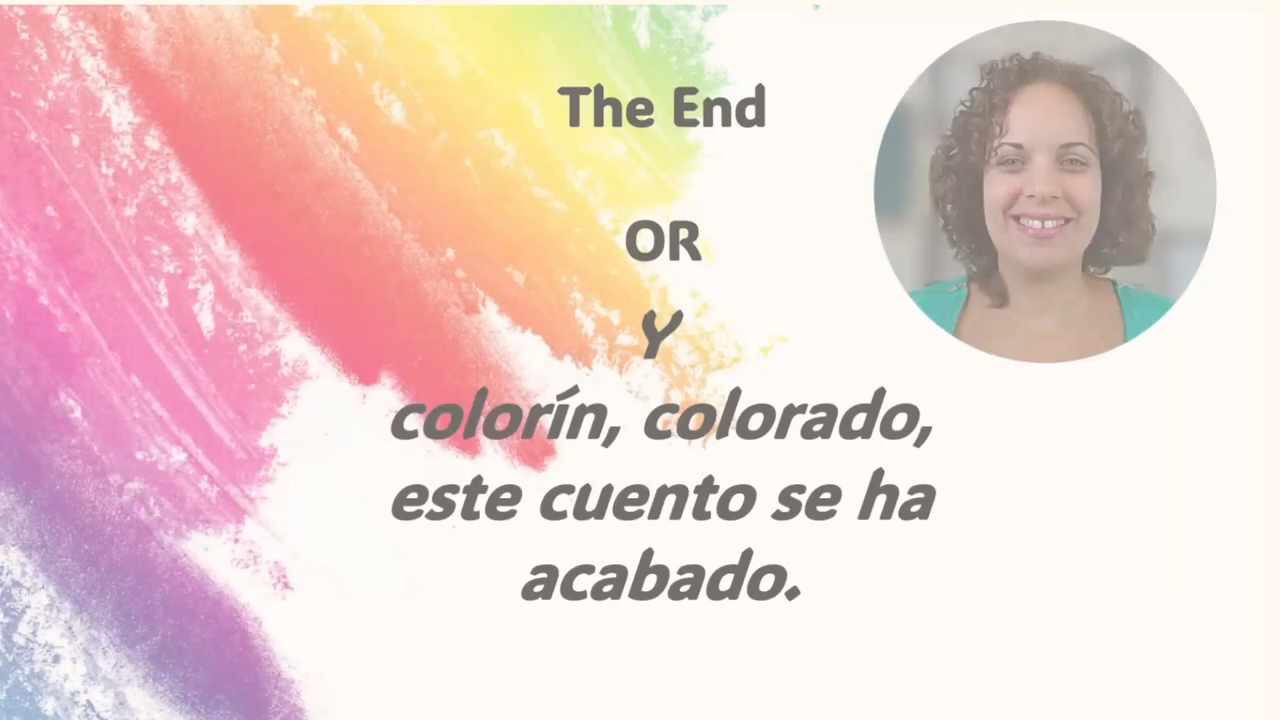 The End
OR
Y
colorín, colorado,
este cuento se ha
acabado.